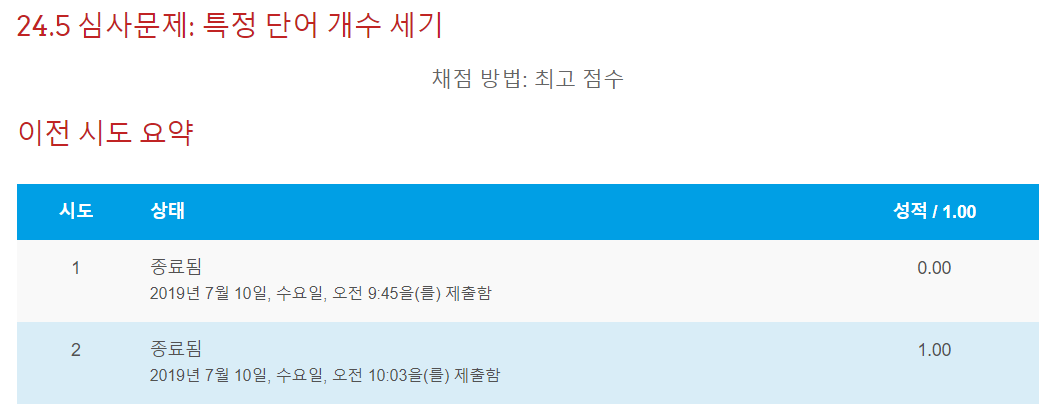 24.5 심사문제: 특정 단어 개수 세기
채점 방법: 최고 점수
이전 시도 요약
시도 상태 성적 / 1.00
1 종료됨 0.00
2019년 7월 10일, 수요일, 오전 9:45을(를) 제출함
2 종료됨 1.00
2019년 7월 10일, 수요일, 오전 10:03을(를) 제출함